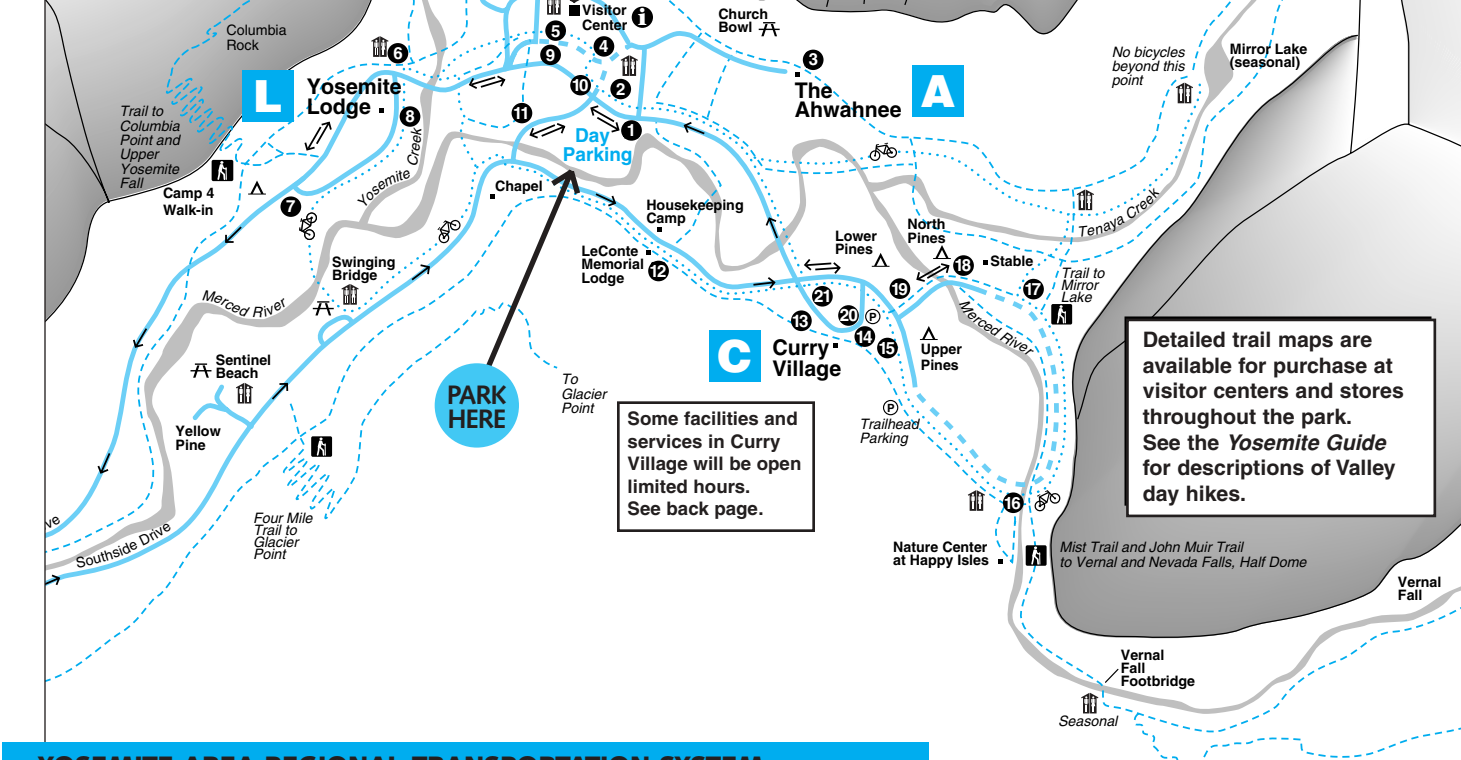 Columbia
Rock
Visitor
Center
i
Church
Bowl
5
4
6
9
3
2
10
The
Ahwahnee
A
No bicycles
beyond this
point
Mirror Lake
(seasonal)
L
Yosemite
Lodge
8
11
1
Day
Parking
Trail to
Columbia
Point and
Upper
Yosemite
Fall
Camp 4
Walk-in
Yosemite Creek
7
Chapel
Housekeeping
Camp
LeConte
Memorial
Lodge
12
Lower
Pines
North
Pines
18
Stable
Tenaya Creek
Trail to
Mirror
Lake
17
19
21
20
P
13
14
15
Merced River
Upper
Pines
C
Curry
Village
Swinging
Bridge
Merced River
Sentinel
Beach
Yellow
Pine
PARK
HERE
To
Glacier
Point
P
Trailhead
Parking
Some facilities and
services in Curry
Village will be open
limited hours.
See back page.
Detailed trail maps are
available for purchase at
visitor centers and stores
throughout the park.
See the Yosemite Guide
for descriptions of Valley
day hikes.
ve
Southside Drive
Four Mile
Trail to
Glacier
Point
16
Nature Center
at Happy Isles
Mist Trail and John Muir Trail
to Vernal and Nevada Falls, Half Dome
Vernal
Fall
Vernal
Fall
Footbridge
Seasonal
YOSEMITE AREA REGIONAL TRANSPORTATION SYSTEM